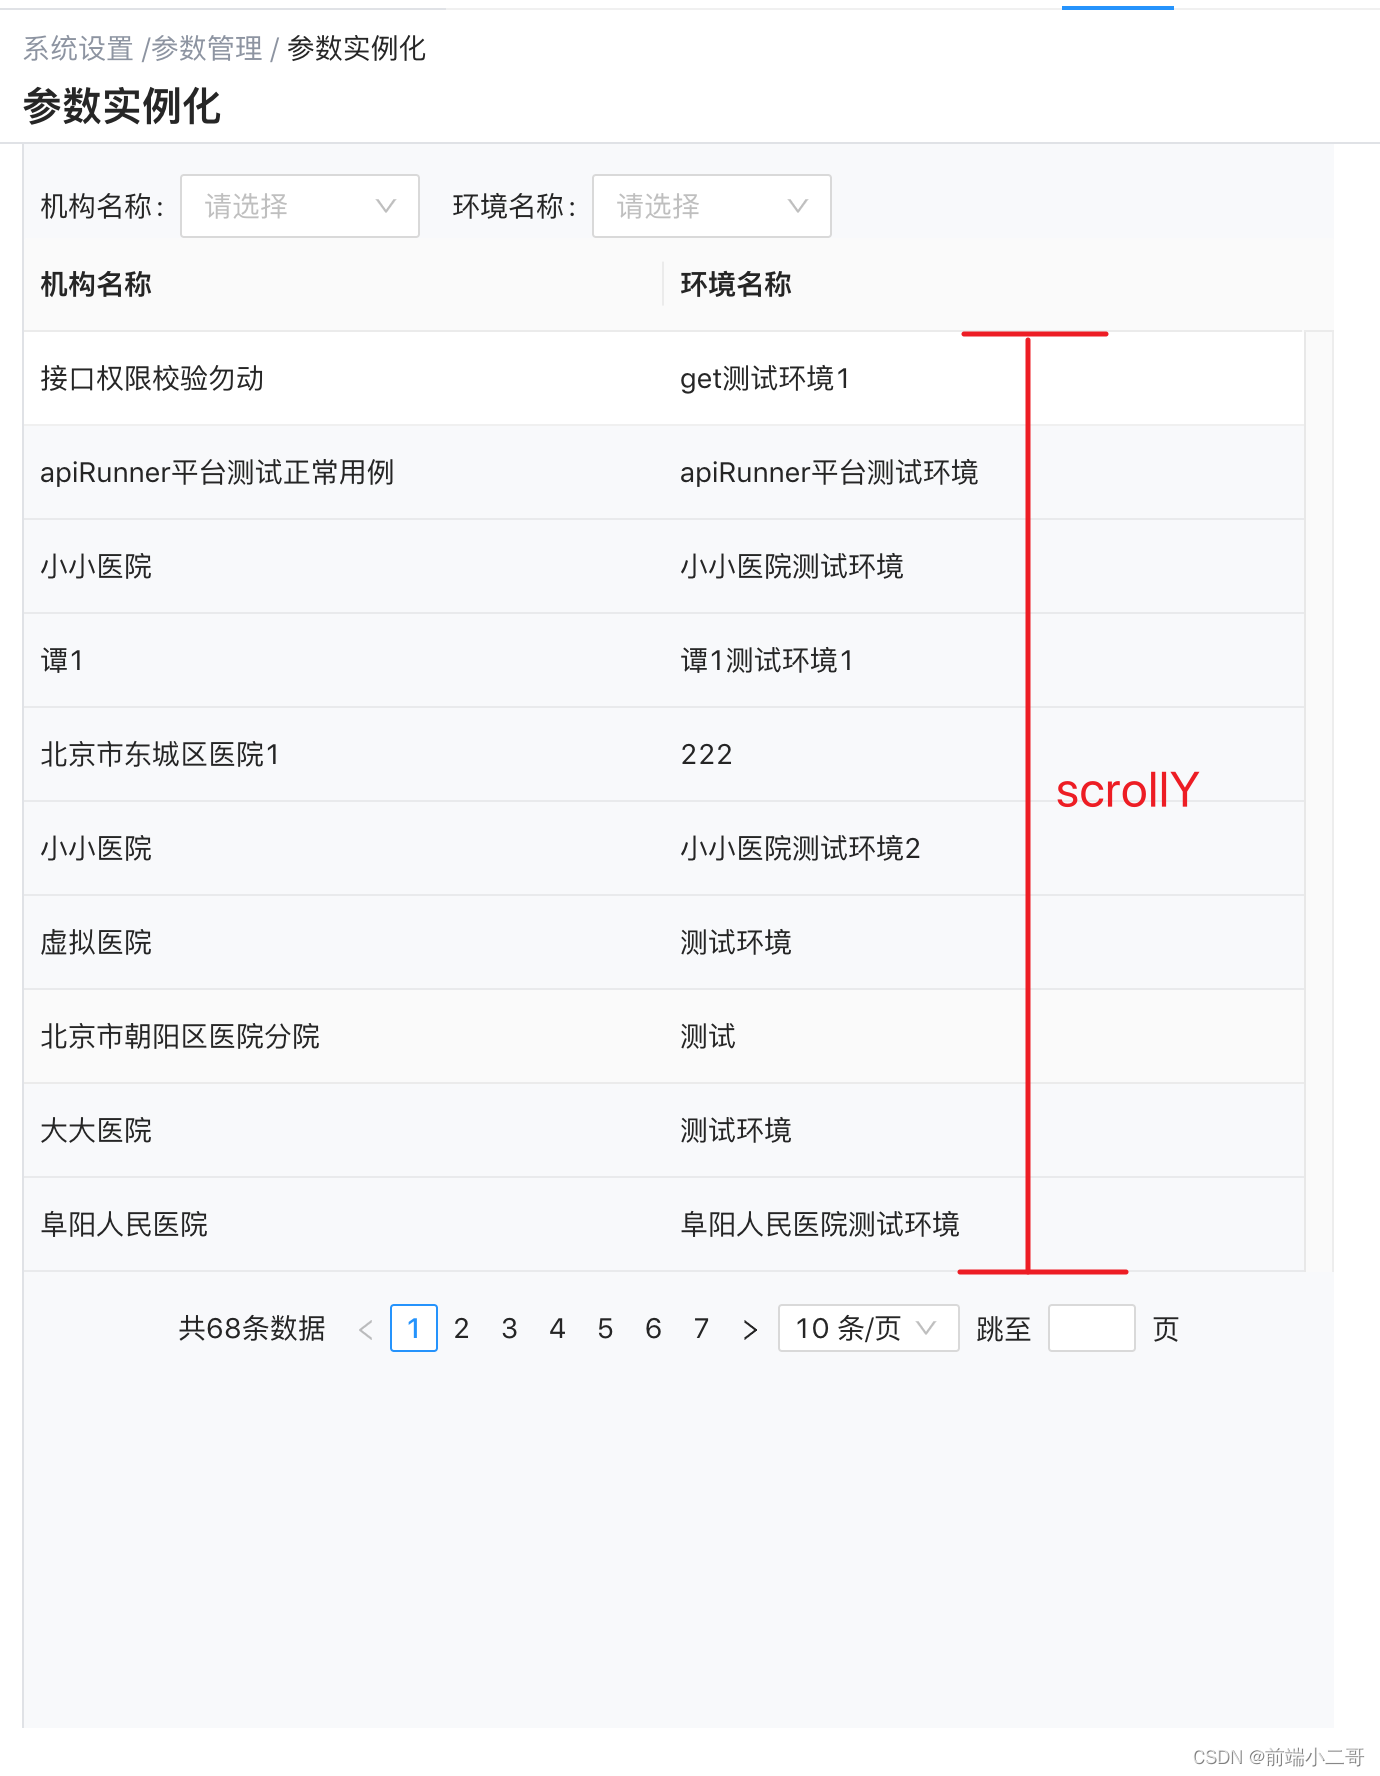 系统设置 /参数管理 / 参数实例化
参数实例化
机构名称: 请选择 环境名称: 请选择
机构名称 环境名称
接口权限校验勿动 get测试环境1
apiRunner平台测试正常用例 apiRunner平台测试环境
小小医院 小小医院测试环境
谭1 谭1测试环境1
北京市东城区医院1 222
scrollY
小小医院 小小医院测试环境2
虚拟医院 测试环境
北京市朝阳区医院分院 测试
大大医院 测试环境
阜阳人民医院 阜阳人民医院测试环境
共68条数据 < 1 2 3 4 5 6 7 > 10 条/页 跳至 页
CSDN @前端小二哥